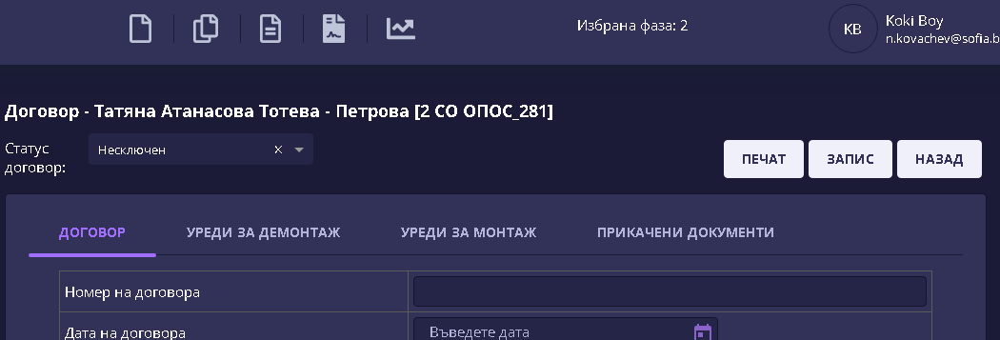 Избрана фаза: 2
KB
Koki Boy
n.kovachev@sofia.b
Договор - Татяна Атанасова Тотева - Петрова [2 СО ОПОС_281]
Статус
договор:
Несключен
ПЕЧАТ
ЗАПИС
НАЗАД
ДОГОВОР
УРЕДИ ЗА ДЕМОНТАЖ
УРЕДИ ЗА МОНТАЖ
ПРИКАЧЕНИ ДОКУМЕНТИ
Номер на договора
Дата на договора
Въведете дата